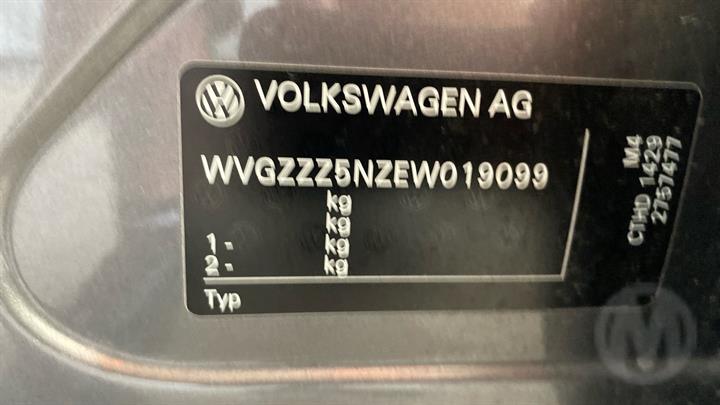 VOLKSWAGEN AG
WVGZZZ5NZEW019099
kg
kg
1 - kg
2 - kg
Typ
M4
CTHD 1429
2757477
M